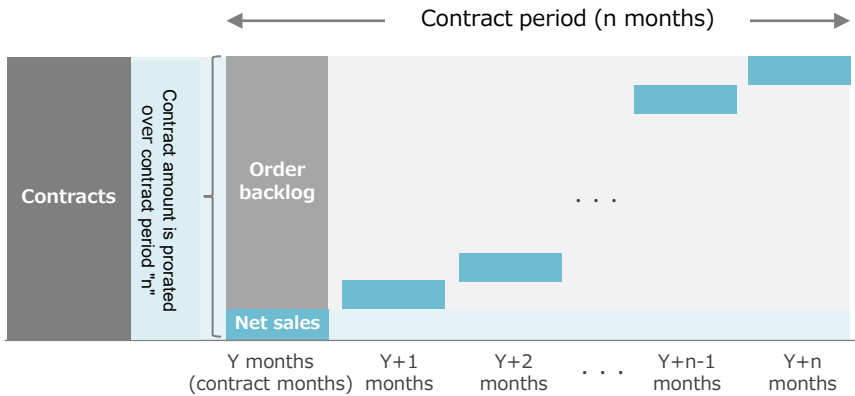 Contract period (n months)
Contracts
Contract amount is prorated
over contract period "n"
Order
backlog
Net sales
. . .
Y months
(contract months)
Y+1
months
Y+2
months
. . .
Y+n-1
months
Y+n
months